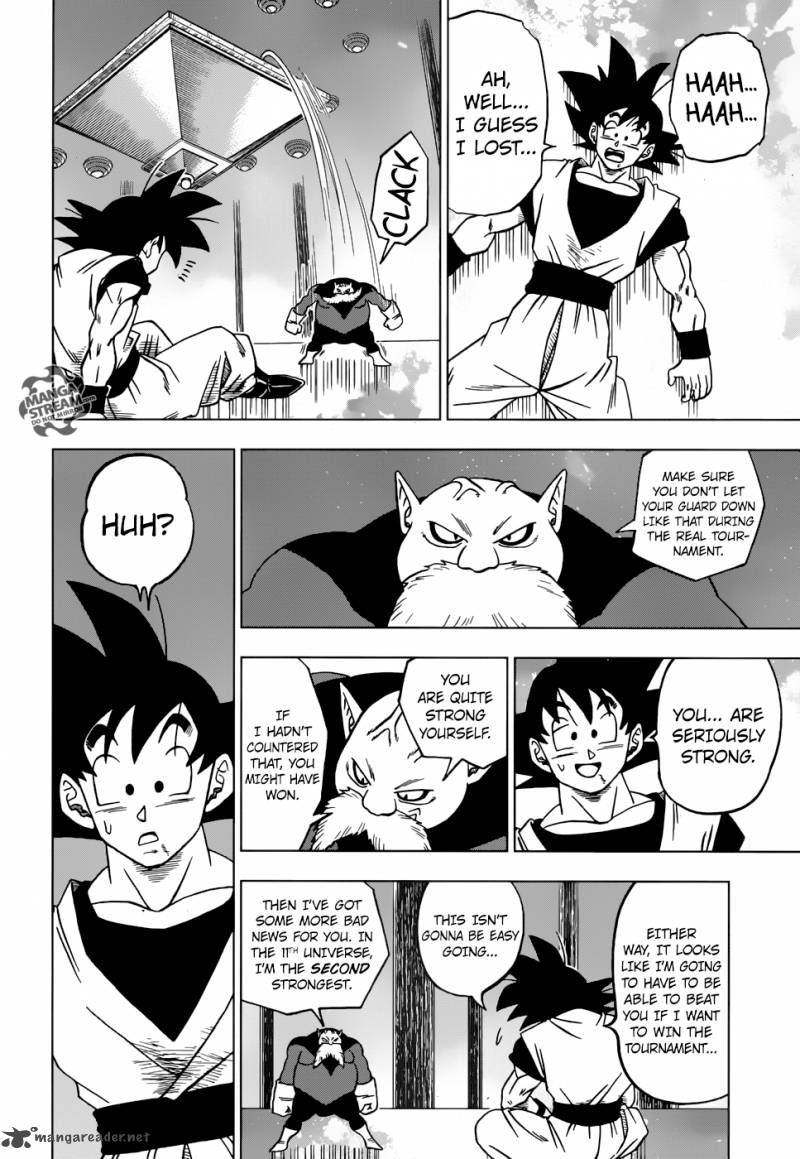 HAAH...
HAAH...
AH,
WELL...
I GUESS
I LOST...
CLACK
MANGA
STREAM.com
DO NOT MIRROR
MAKE SURE
YOU DON'T LET
YOUR GUARD DOWN
LIKE THAT DURING
THE REAL TOUR-
NAMENT.
HUH?
YOU... ARE
SERIOUSLY
STRONG.
YOU
ARE QUITE
STRONG
YOURSELF.
IF
I HADN'T
COUNTERED
THAT, YOU
MIGHT HAVE
WON.
EITHER
WAY, IT LOOKS
LIKE I'M GOING
TO HAVE TO BE
ABLE TO BEAT
YOU IF I WANT
TO WIN THE
TOURNAMENT...
THIS ISN'T
GONNA BE EASY
GOING...
THEN I'VE GOT
SOME MORE BAD
NEWS FOR YOU. IN
THE 11TH UNIVERSE,
I'M THE SECOND
STRONGEST.
mangareader.net